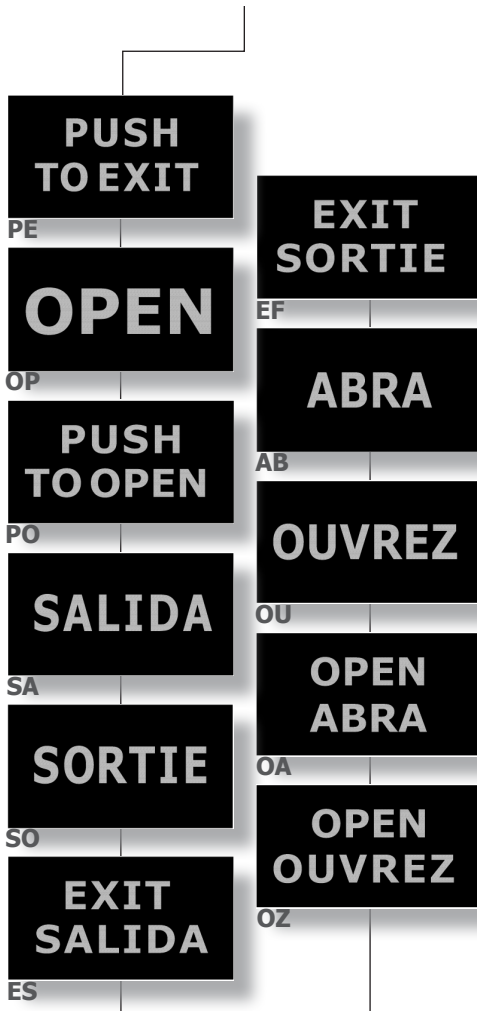 PUSH
TO EXIT
PE
OPEN
OP
PUSH
TO OPEN
PO
SALIDA
SA
SORTIE
SO
EXIT
SALIDA
ES
EXIT
SORTIE
EF
ABRA
AB
OUVREZ
OU
OPEN
ABRA
OA
OPEN
OUVREZ
OZ